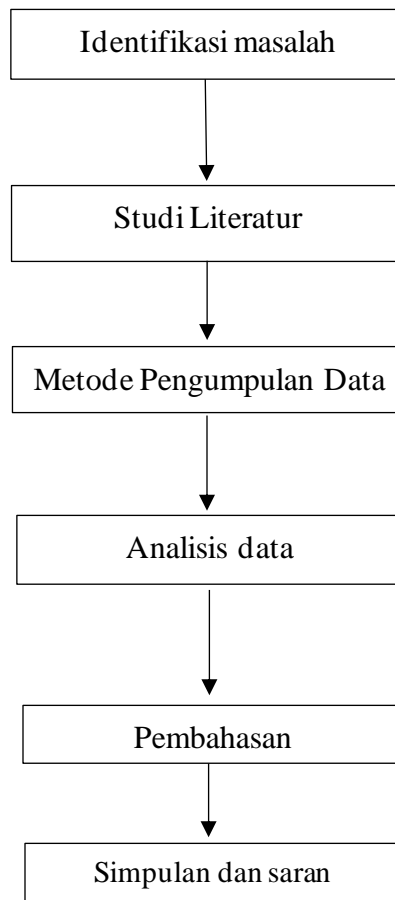 Identifikasi masalah
Studi Literatur
Metode Pengumpulan Data
Analisis data
Pembahasan
Simpulan dan saran